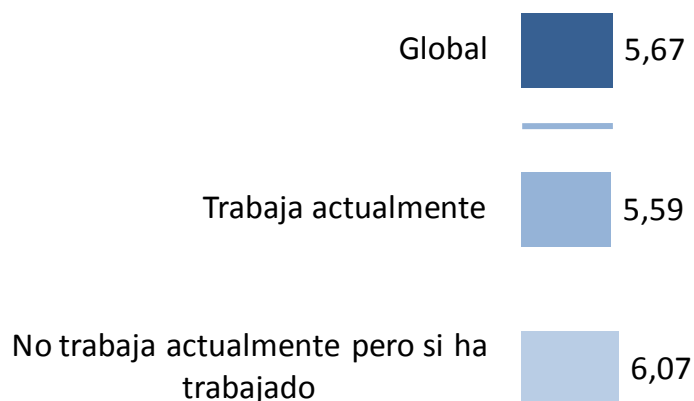 Global 5,67
Trabaja actualmente 5,59
No trabaja actualmente pero si ha
trabajado 6,07